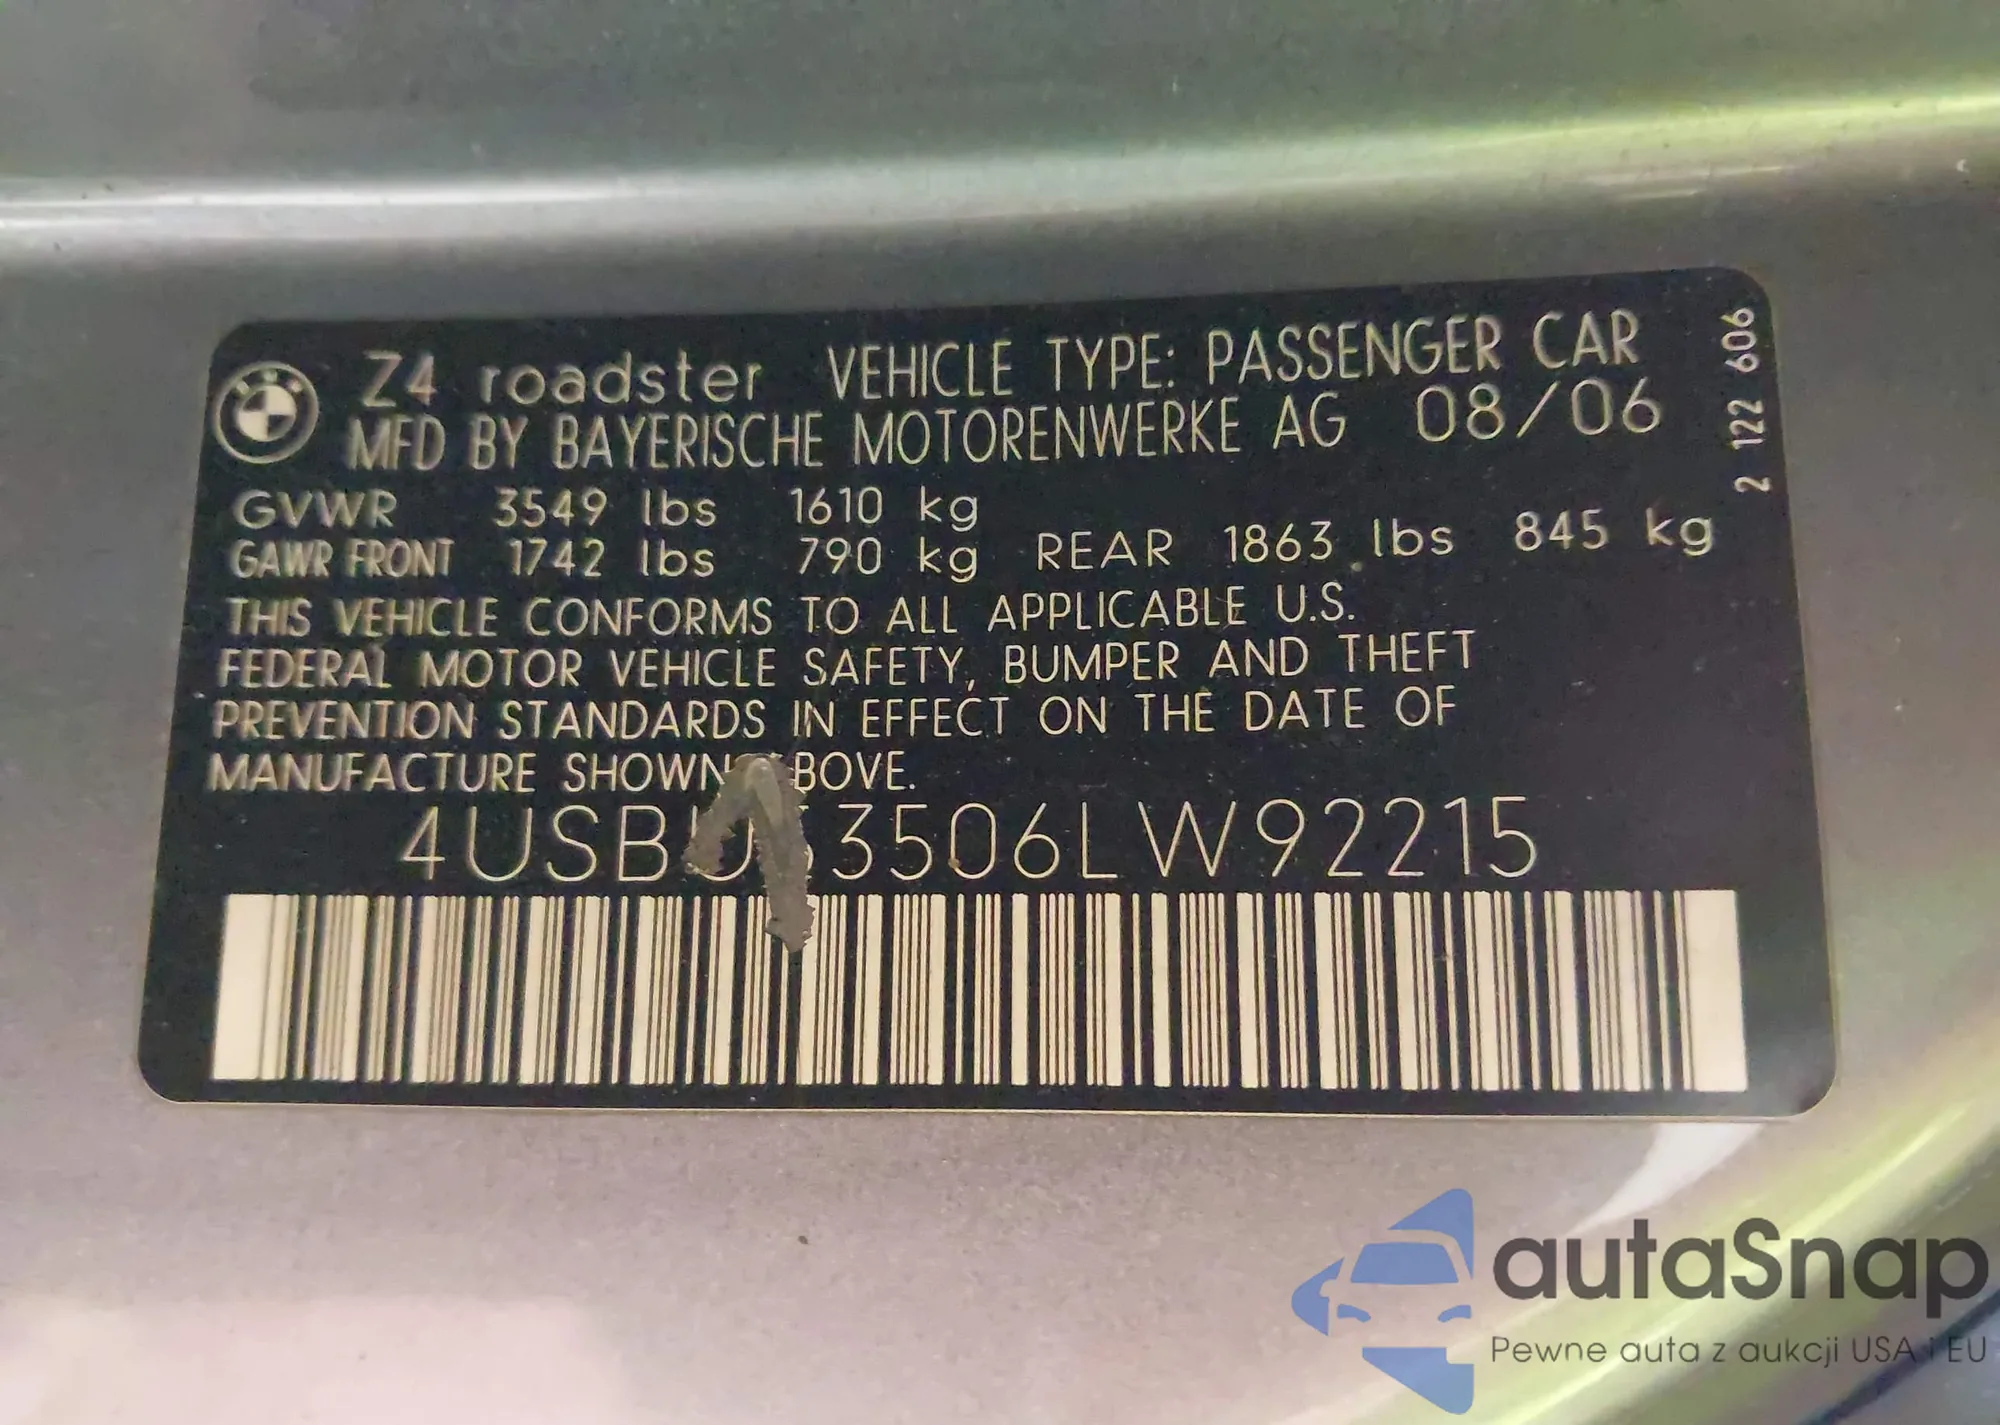 Z4 roadster VEHICLE TYPE: PASSENGER CAR
MFD BY BAYERISCHE MOTORENWERKE AG 08/06
GVWR 3549 lbs 1610 kg
GAWR FRONT 1742 lbs 790 kg REAR 1863 lbs 845 kg
THIS VEHICLE CONFORMS TO ALL APPLICABLE U.S.
FEDERAL MOTOR VEHICLE SAFETY, BUMPER AND THEFT
PREVENTION STANDARDS IN EFFECT ON THE DATE OF
MANUFACTURE SHOWN ABOVE.
4USBU33506LW92215
2 122 606
autaSnap
Pewne auta z aukcji USA i EU